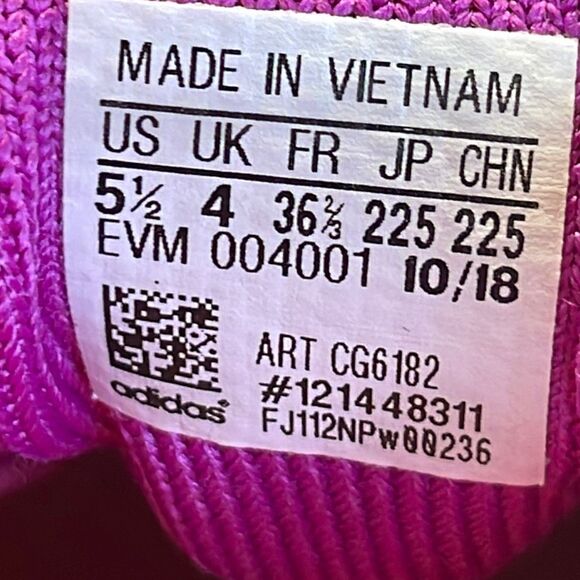 MADE IN VIETNAM
US UK FR JP CHN
5½ 4 36⅔ 225 225
EVM 004001 10/18
ART CG6182
#121448311
adidas
FJ112NPw00236